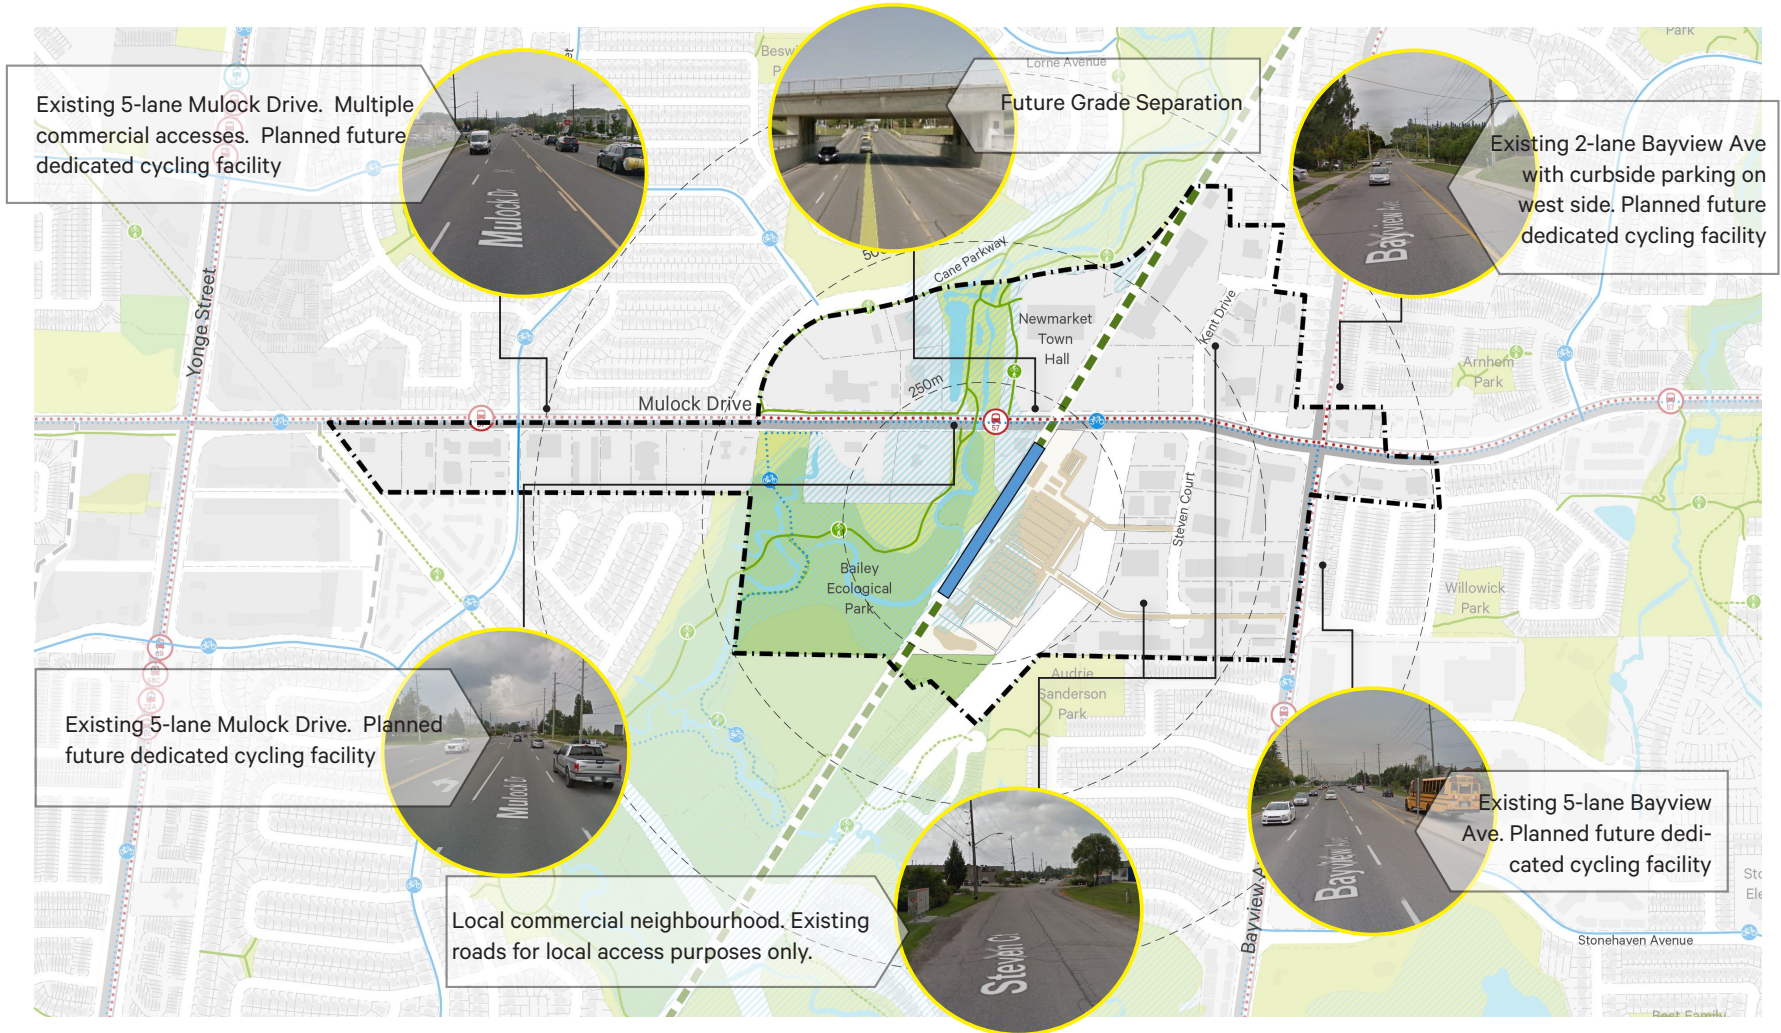 Park
Lorne Avenue
Existing 5-lane Mulock Drive. Multiple
commercial accesses. Planned future
dedicated cycling facility
Mulock Dr
Future Grade Separation
Existing 2-lane Bayview Ave
with curbside parking on
west side. Planned future
dedicated cycling facility
Bayview Ave
Cane Parkway
Yonge Street
Newmarket
Town
Hall
Kent Drive
Arnhem
Park
250m
Mulock Drive
57
57
Steven Court
Bailey
Ecological
Park
Willowick
Park
Audrie
Sanderson
Park
Existing 5-lane Mulock Drive. Planned
future dedicated cycling facility
Mulock Dr
Existing 5-lane Bayview
Ave. Planned future dedi-
cated cycling facility
Bayview Ave
Local commercial neighbourhood. Existing
roads for local access purposes only.
Steven Ct
Stonehaven Avenue
Best Family